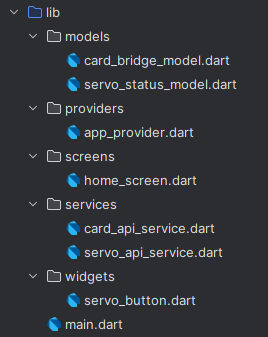 lib
models
card_bridge_model.dart
servo_status_model.dart
providers
app_provider.dart
screens
home_screen.dart
services
card_api_service.dart
servo_api_service.dart
widgets
servo_button.dart
main.dart